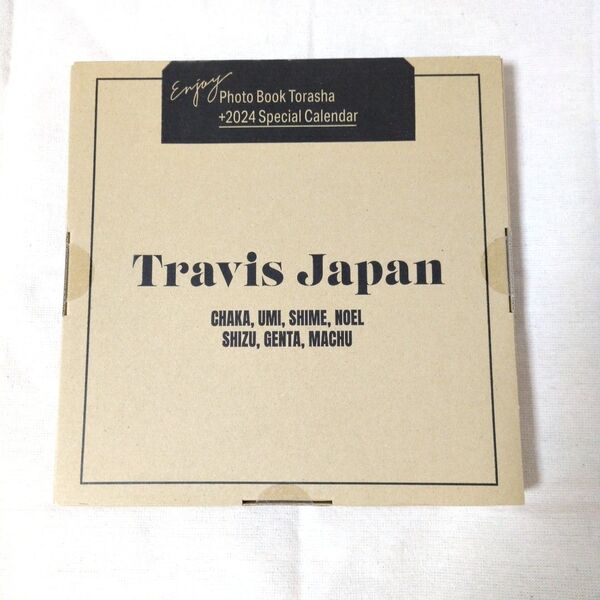 Enjoy
Photo Book Torasha
+2024 Special Calendar
Travis Japan
CHAKA, UMI, SHIME, NOEL
SHIZU, GENTA, MACHU